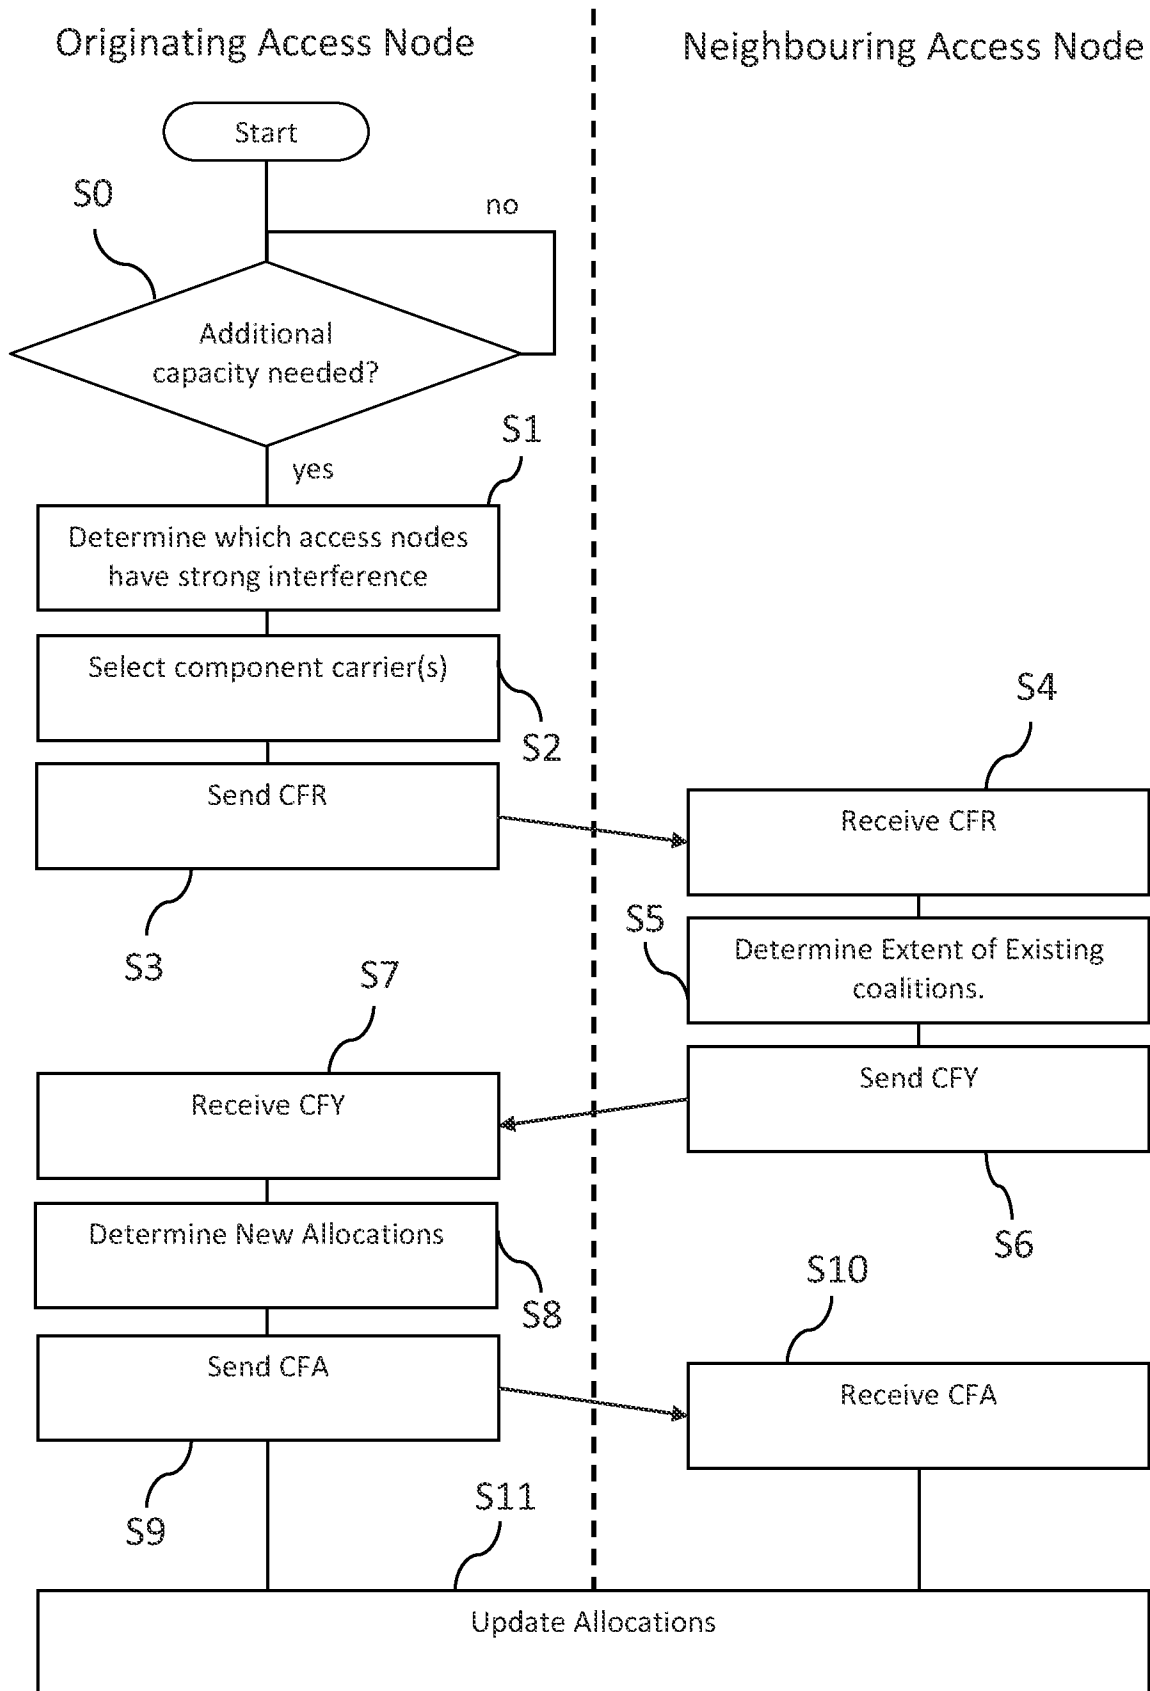 Originating Access Node
Neighbouring Access Node
Start
S0
no
Additional
capacity needed?
yes
S1
Determine which access nodes
have strong interference
Select component carrier(s)
S2
Send CFR
S3
S4
Receive CFR
S5
Determine Extent of Existing
coalitions.
Send CFY
S6
S7
Receive CFY
Determine New Allocations
S8
Send CFA
S9
S10
Receive CFA
S11
Update Allocations